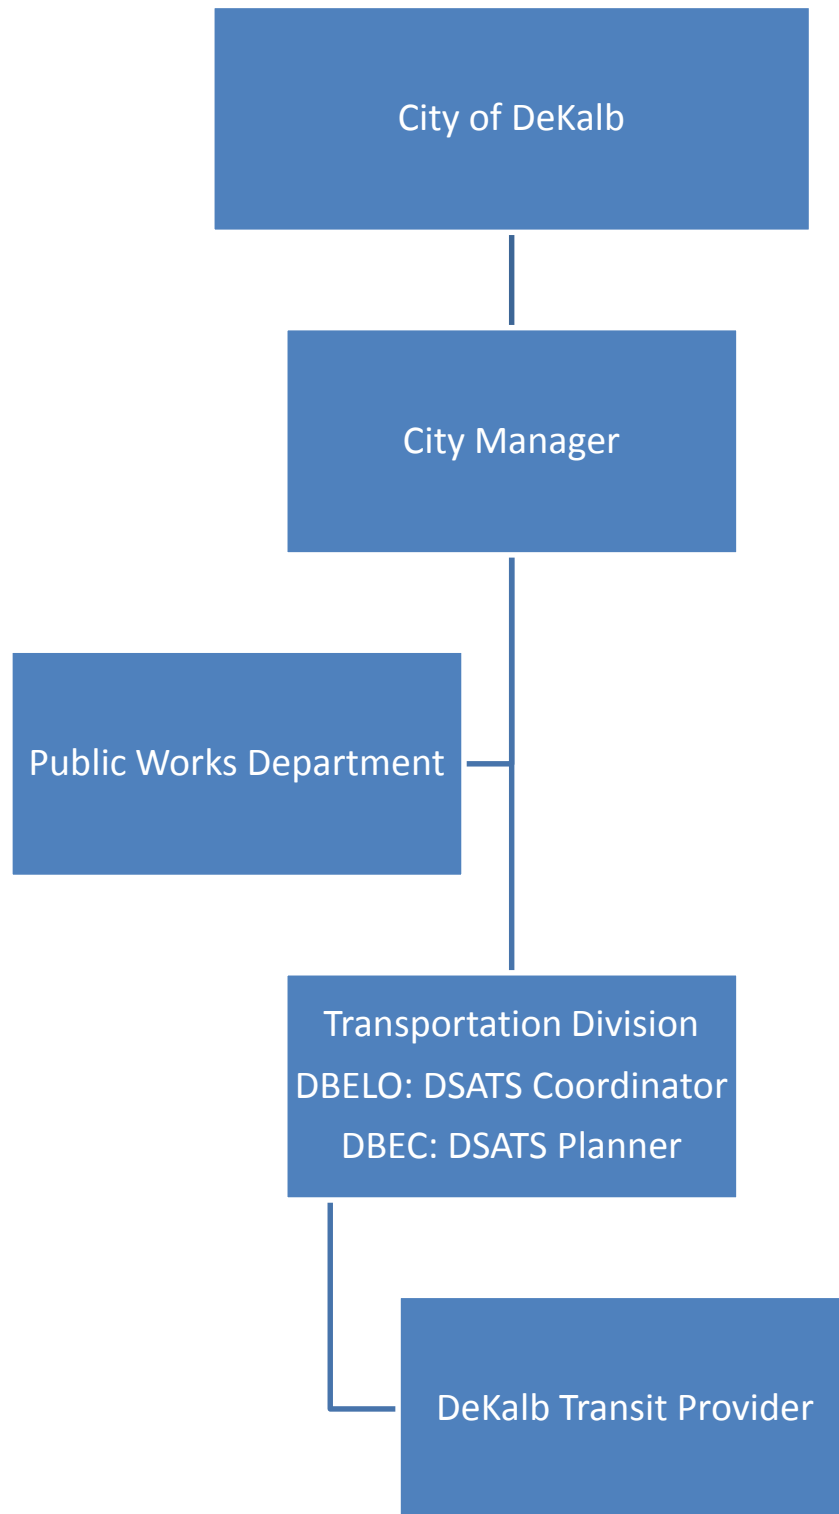 City of DeKalb
City Manager
Public Works Department
Transportation Division
DBELO: DSATS Coordinator
DBEC: DSATS Planner
DeKalb Transit Provider